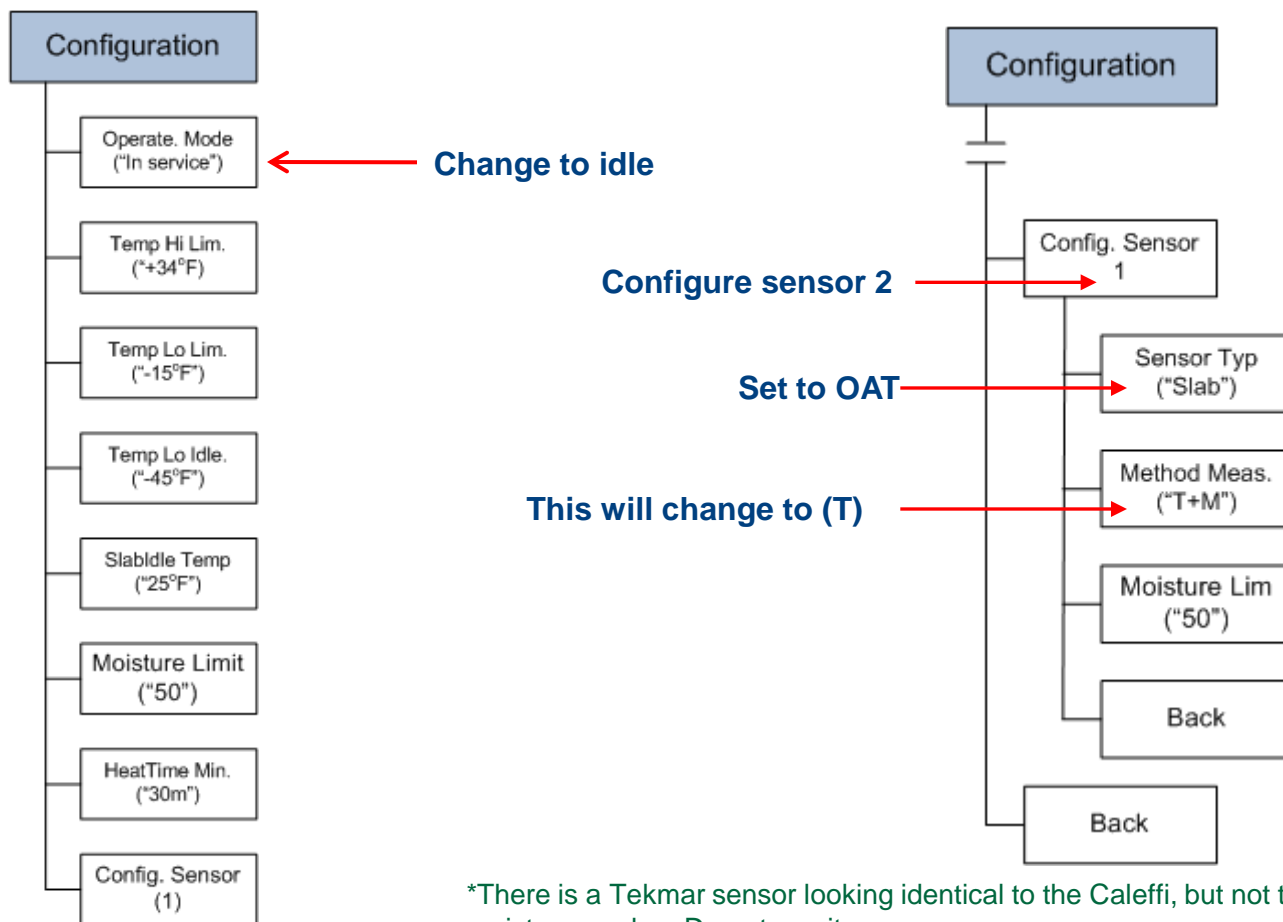 Configuration
Operate. Mode
("In service")
Change to idle
Temp Hi Lim.
("+34°F)
Temp Lo Lim.
("-15°F")
Temp Lo Idle.
("-45°F")
SlabIdle Temp
("25°F")
Moisture Limit
("50")
HeatTime Min.
("30m")
Config. Sensor
(1)
Configuration
Config. Sensor
1
Configure sensor 2
Sensor Typ
("Slab")
Set to OAT
Method Meas.
("T+M")
This will change to (T)
Moisture Lim
("50")
Back
Back
*There is a Tekmar sensor looking identical to the Caleffi, but not